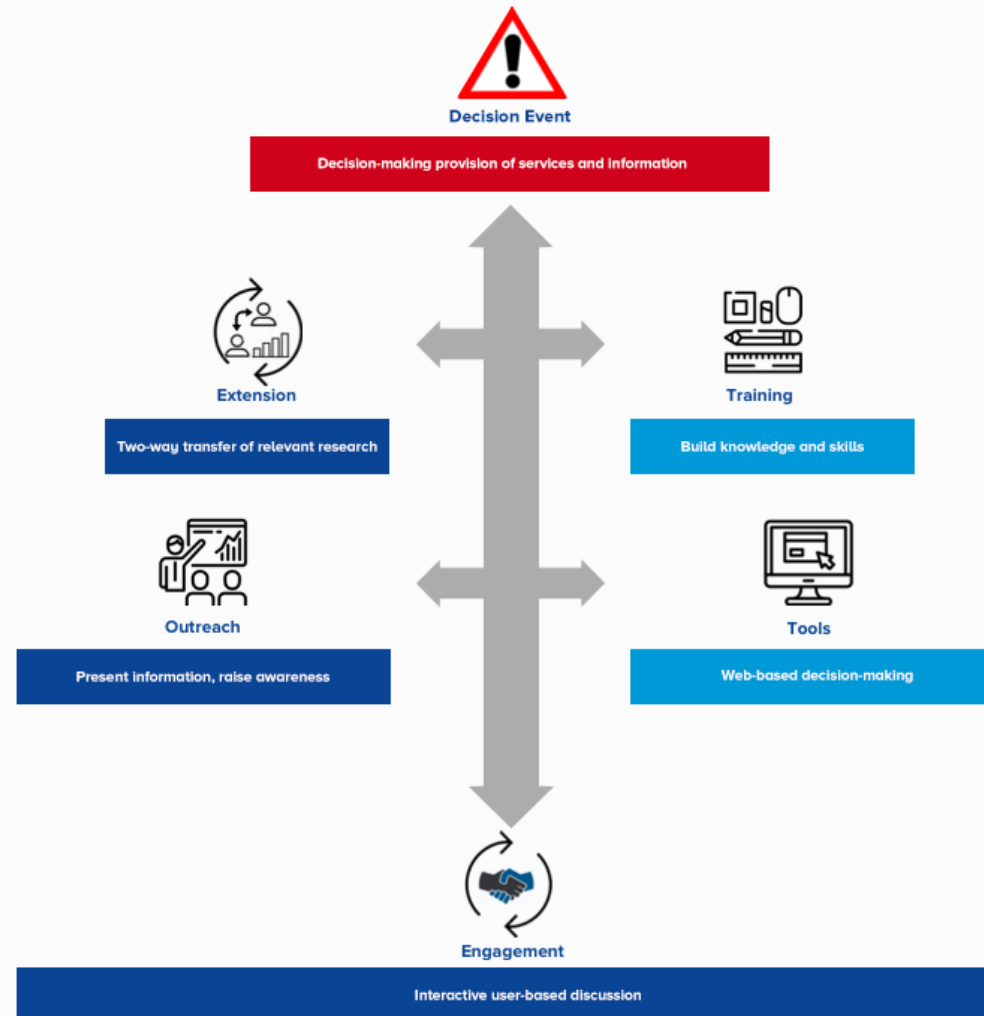 Decision Event
Decision-making provision of services and information
Extension
Two-way transfer of relevant research
Training
Build knowledge and skills
Outreach
Present information, raise awareness
Tools
Web-based decision-making
Engagement
Interactive user-based discussion